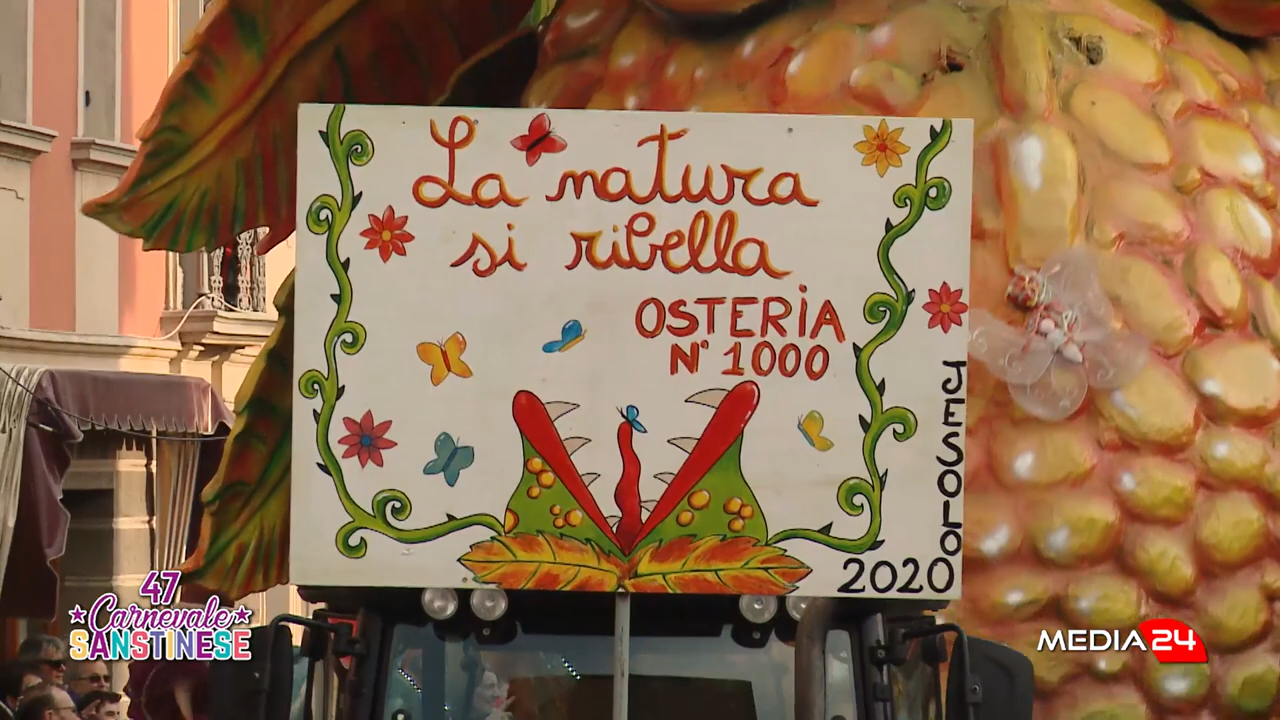 La natura
si ribella
OSTERIA
N° 1000
JESOLO
2020
47
Carnevale
SANSTINESE
MEDIA24